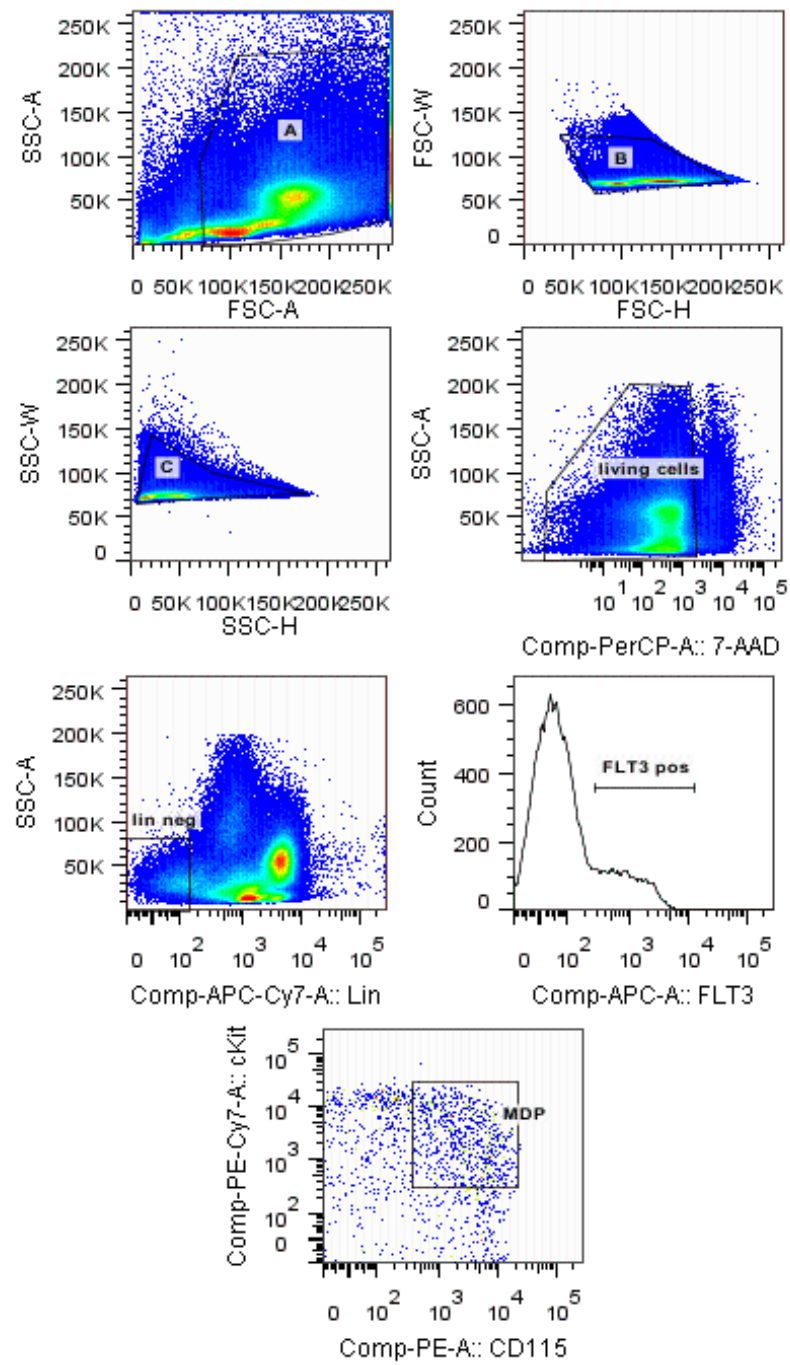 250K
200K
150K
100K
50K
SSC-A
A
0 50K 100K150K200K250K
FSC-A
250K
200K
150K
100K
50K
0
FSC-W
B
0 50K 100K150K200K250K
FSC-H
250K
200K
150K
100K
50K
0
SSC-W
C
0 50K 100K150K200K250K
SSC-H
250K
200K
150K
100K
50K
SSC-A
living cells
10^1 10^2 10^3 10^4 10^5
Comp-PerCP-A:: 7-AAD
250K
200K
150K
100K
50K
SSC-A
lin neg
0 10^2 10^3 10^4 10^5
Comp-APC-Cy7-A:: Lin
600
400
200
0
Count
FLT3 pos
0 10^2 10^3 10^4 10^5
Comp-APC-A:: FLT3
10^5
10^4
10^3
10^2
0
Comp-PE-Cy7-A:: cKit
MDP
0 10^2 10^3 10^4 10^5
Comp-PE-A:: CD115